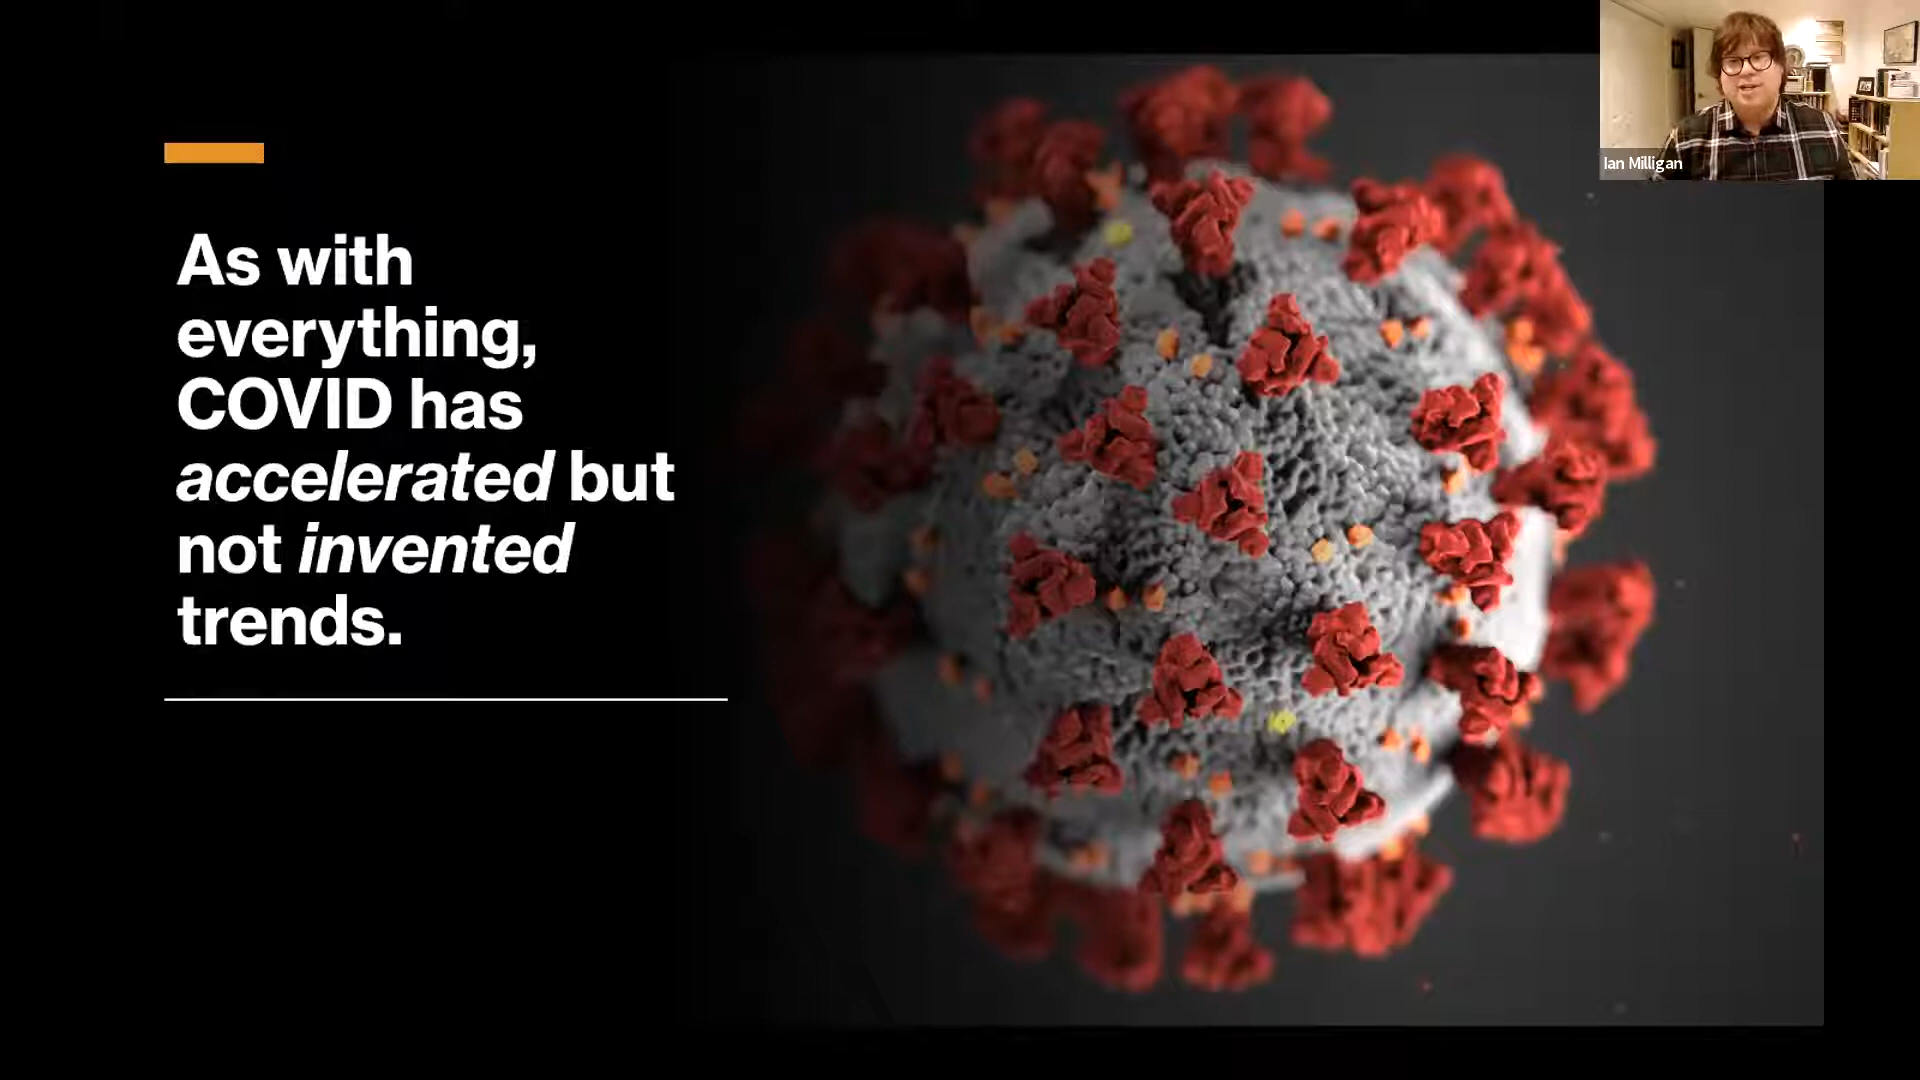 As with
everything,
COVID has
accelerated but
not invented
trends.
Ian Milligan